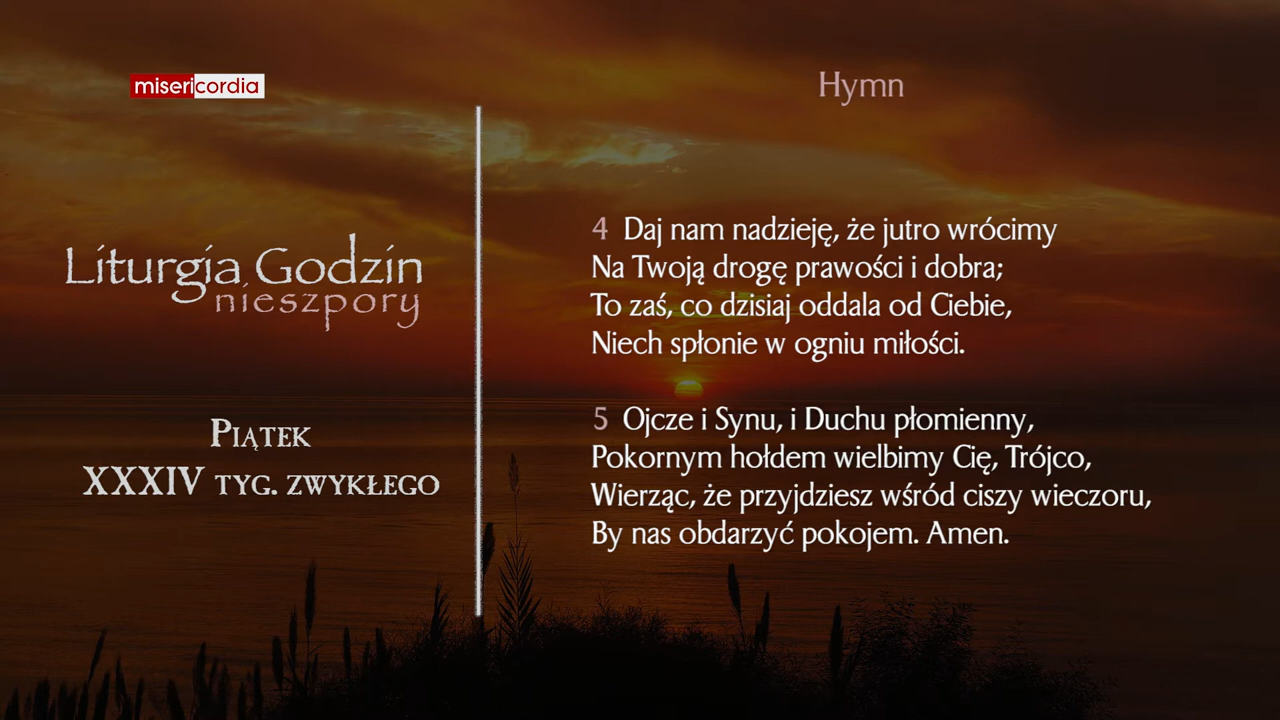 misericordia
Liturgia Godzin
nieszpory
Piątek
XXXIV tyg. zwykłego
Hymn
4 Daj nam nadzieję, że jutro wrócimy
Na Twoją drogę prawości i dobra;
To zaś, co dzisiaj oddala od Ciebie,
Niech spłonie w ogniu miłości.
5 Ojcze i Synu, i Duchu płomienny,
Pokornym hołdem wielbimy Cię, Trójco,
Wierząc, że przyjdziesz wśród ciszy wieczoru,
By nas obdarzyć pokojem. Amen.